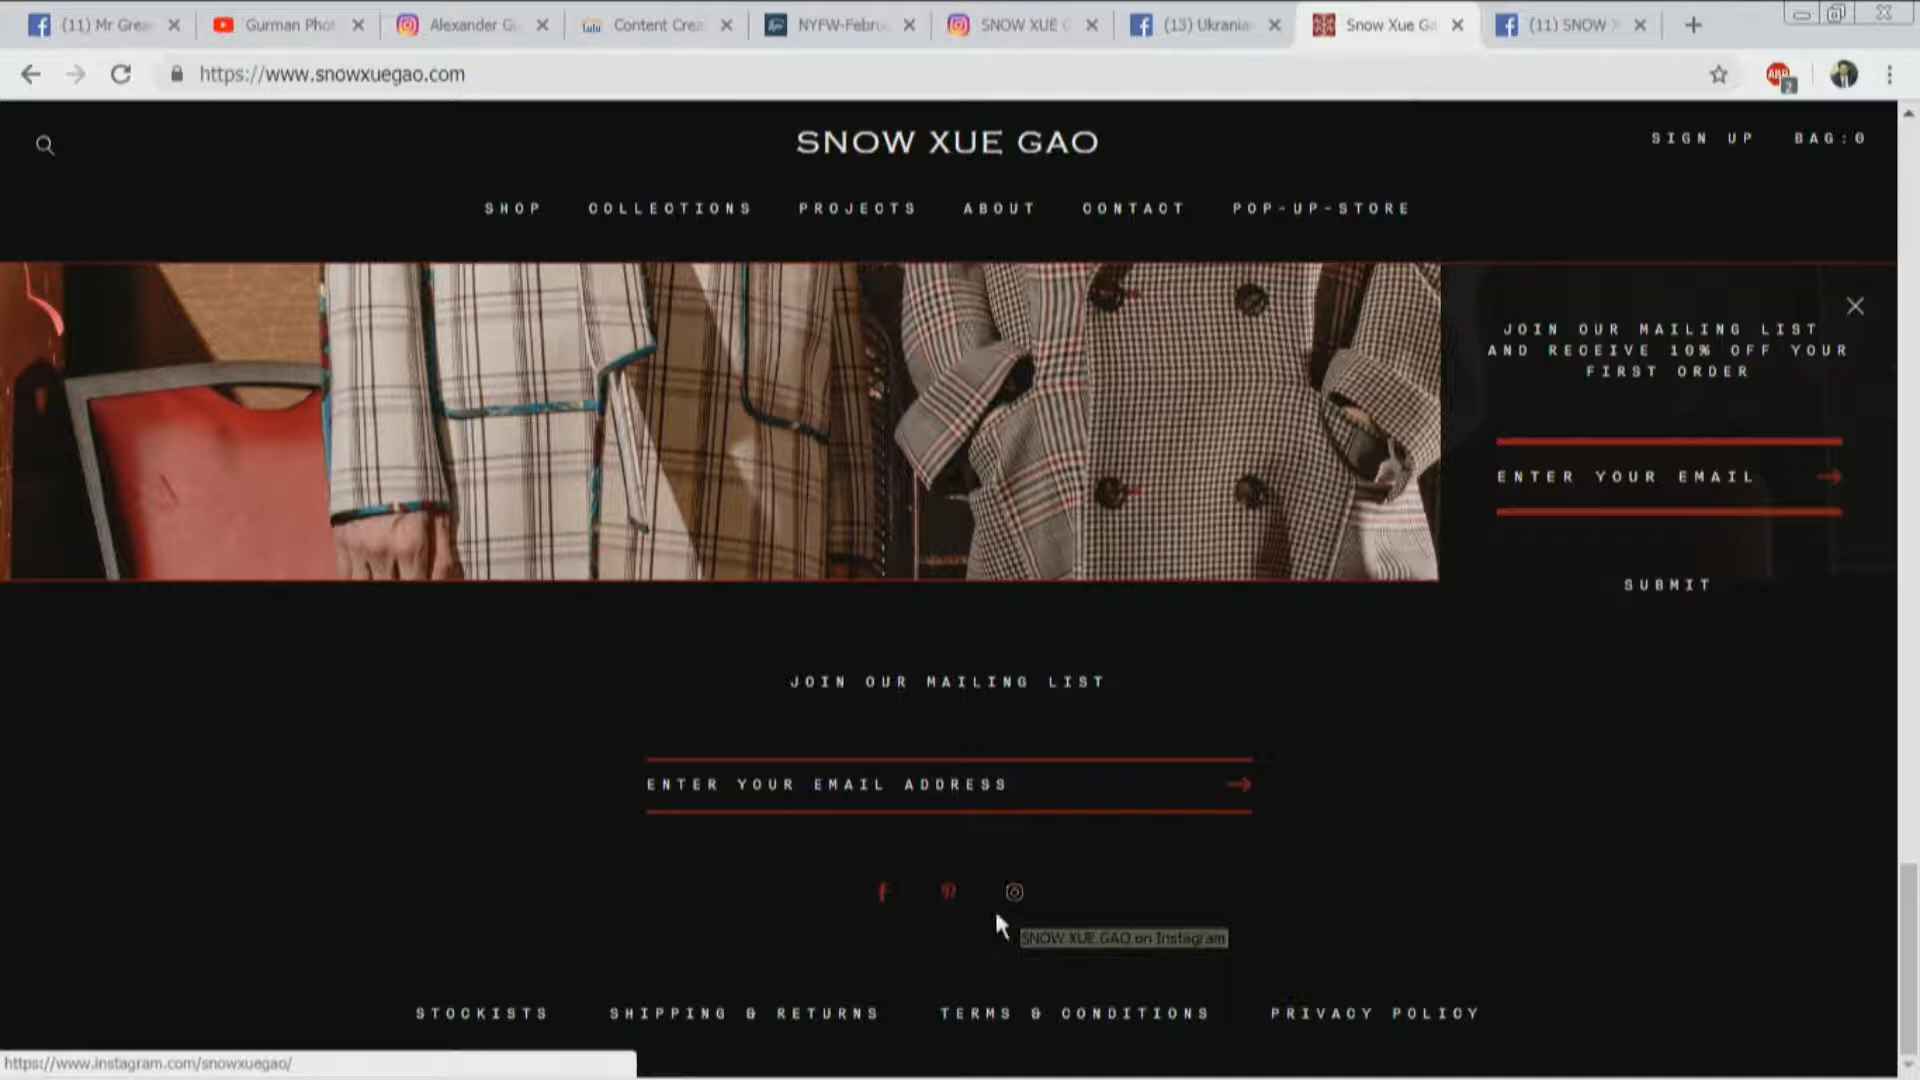 (11) Mr Grea
Gurman Phot
Alexander G
Content Crea
NYFW-Febru
SNOW XUE G
(13) Ukrania
Snow Xue Ga
(11) SNOW
https://www.snowxuegao.com
ABP
2
SNOW XUE GAO
SIGN UP
BAG:0
SHOP
COLLECTIONS
PROJECTS
ABOUT
CONTACT
POP-UP-STORE
JOIN OUR MAILING LIST
AND RECEIVE 10% OFF YOUR
FIRST ORDER
ENTER YOUR EMAIL
SUBMIT
JOIN OUR MAILING LIST
ENTER YOUR EMAIL ADDRESS
SNOW XUE GAO on Instagram
STOCKISTS
SHIPPING & RETURNS
TERMS & CONDITIONS
PRIVACY POLICY
https://www.instagram.com/snowxuegao/